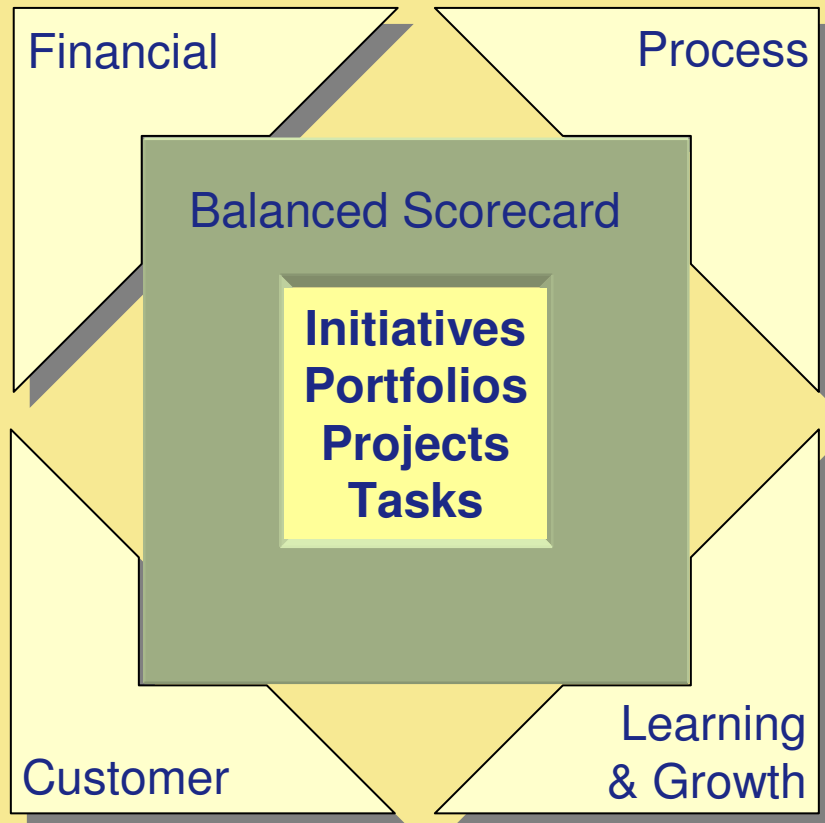 Financial
Process
Balanced Scorecard
Initiatives
Portfolios
Projects
Tasks
Customer
Learning
& Growth